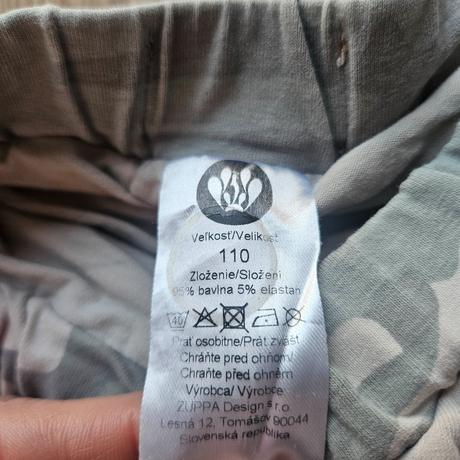 Veľkosť/Velikost
110
Zloženie/Složení
95% bavlna 5% elastan
40
Prať osobitne/Prát zvlášť
Chráňte pred ohňom/
Chraňte před ohněm
Výrobca/ Výrobce
ZUPPA Design s.r.o.
Lesná 12, Tomášov 90044
Slovenská republika